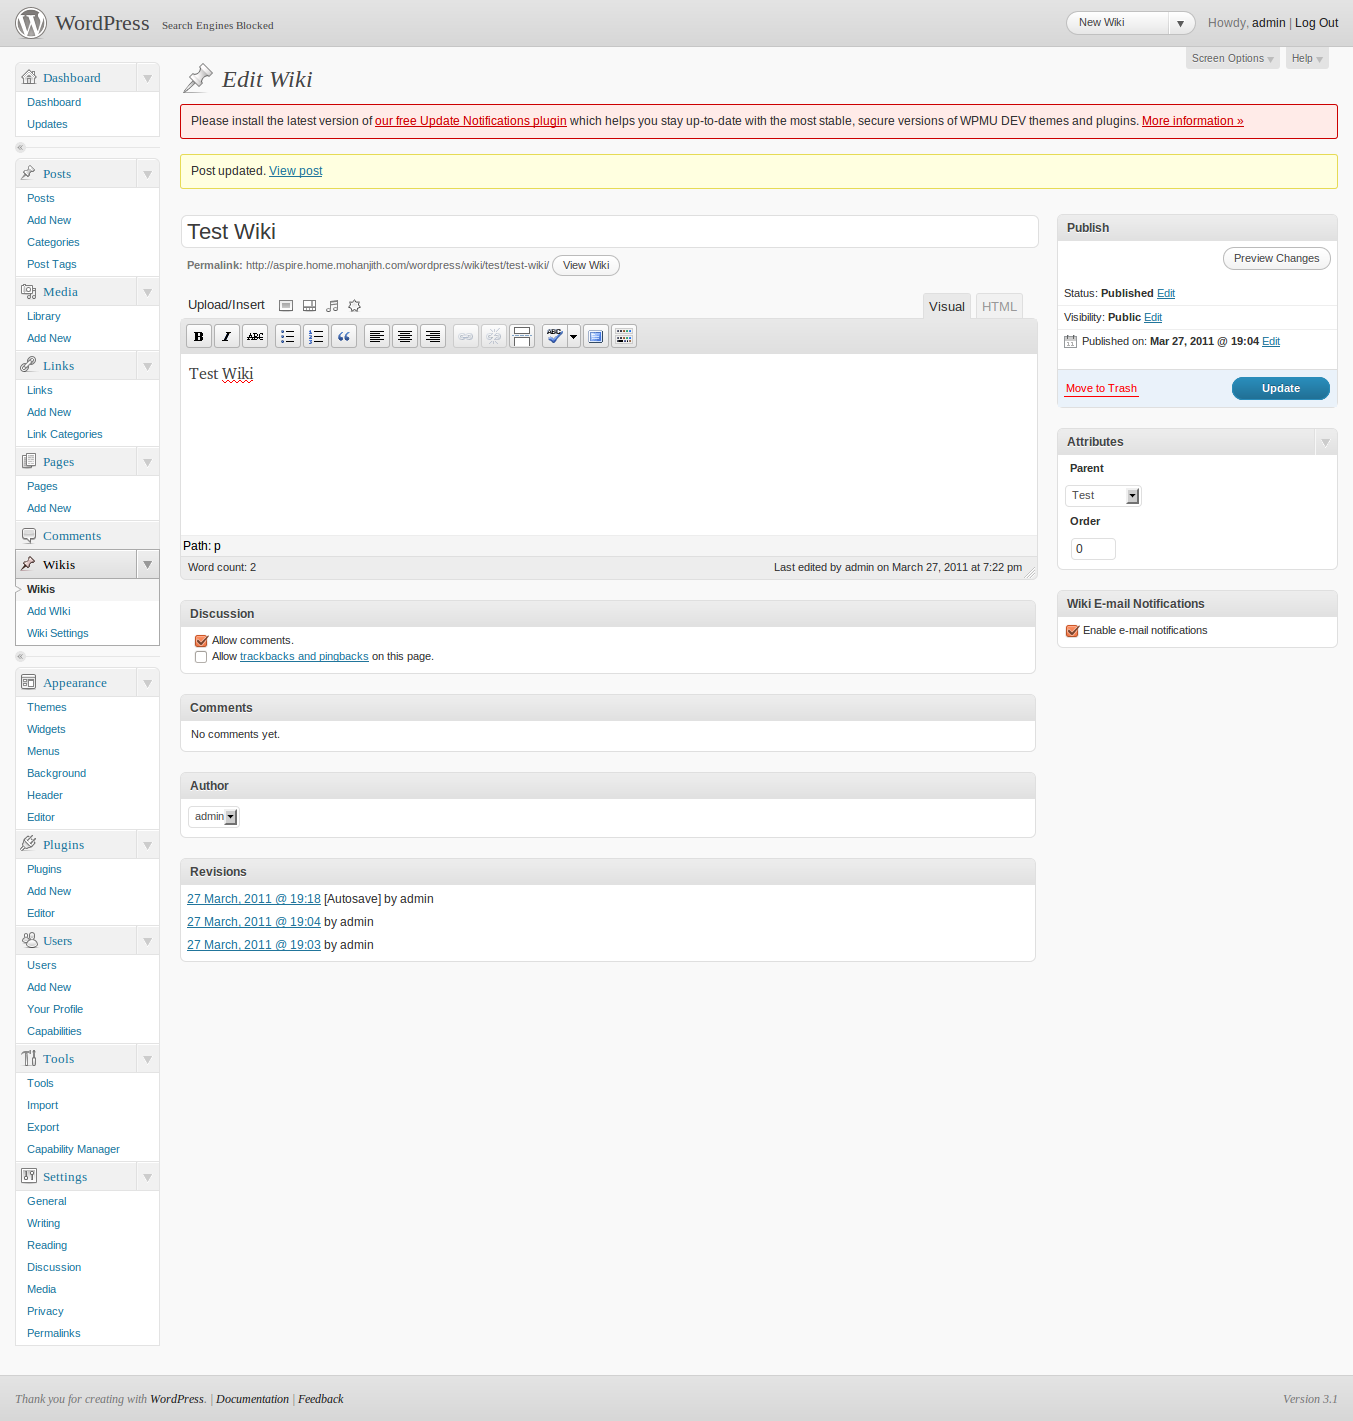 WordPress Search Engines Blocked
New Wiki
Howdy, admin | Log Out
Screen Options
Help
Dashboard
Dashboard
Updates
Posts
Posts
Add New
Categories
Post Tags
Media
Library
Add New
Links
Links
Add New
Link Categories
Pages
Pages
Add New
Comments
Wikis
Wikis
Add WIki
Wiki Settings
Appearance
Themes
Widgets
Menus
Background
Header
Editor
Plugins
Plugins
Add New
Editor
Users
Users
Add New
Your Profile
Capabilities
Tools
Tools
Import
Export
Capability Manager
Settings
General
Writing
Reading
Discussion
Media
Privacy
Permalinks
Edit Wiki
Please install the latest version of our free Update Notifications plugin which helps you stay up-to-date with the most stable, secure versions of WPMU DEV themes and plugins. More information »
Post updated. View post
Test Wiki
Permalink: http://aspire.home.mohanjith.com/wordpress/wiki/test/test-wiki/ View Wiki
Upload/Insert
Visual
HTML
B I ABC
ABC
Test Wiki
Path: p
Word count: 2
Last edited by admin on March 27, 2011 at 7:22 pm
Discussion
Allow comments.
Allow trackbacks and pingbacks on this page.
Comments
No comments yet.
Author
admin
Revisions
27 March, 2011 @ 19:18 [Autosave] by admin
27 March, 2011 @ 19:04 by admin
27 March, 2011 @ 19:03 by admin
Publish
Preview Changes
Status: Published Edit
Visibility: Public Edit
Published on: Mar 27, 2011 @ 19:04 Edit
Move to Trash
Update
Attributes
Parent
Test
Order
0
Wiki E-mail Notifications
Enable e-mail notifications
Thank you for creating with WordPress. | Documentation | Feedback
Version 3.1